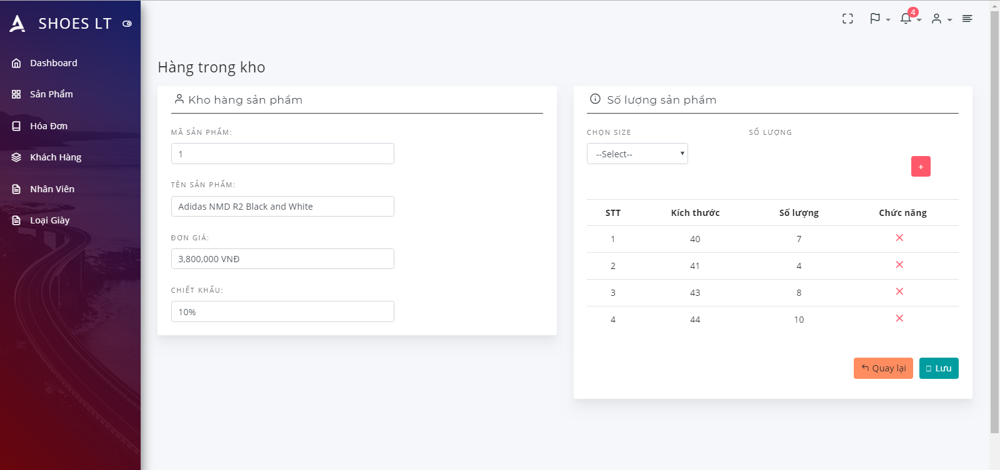 SHOES LT
4
Dashboard
Sản Phẩm
Hóa Đơn
Khách Hàng
Nhân Viên
Loại Giày
Hàng trong kho
Kho hàng sản phẩm
MÃ SẢN PHẨM:
1
TÊN SẢN PHẨM:
Adidas NMD R2 Black and White
ĐƠN GIÁ:
3,800,000 VNĐ
CHIẾT KHẤU:
10%
Số lượng sản phẩm
CHỌN SIZE SỐ LƯỢNG
--Select--
+
STT Kích thước Số lượng Chức năng
1 40 7
2 41 4
3 43 8
4 44 10
Quay lại Lưu